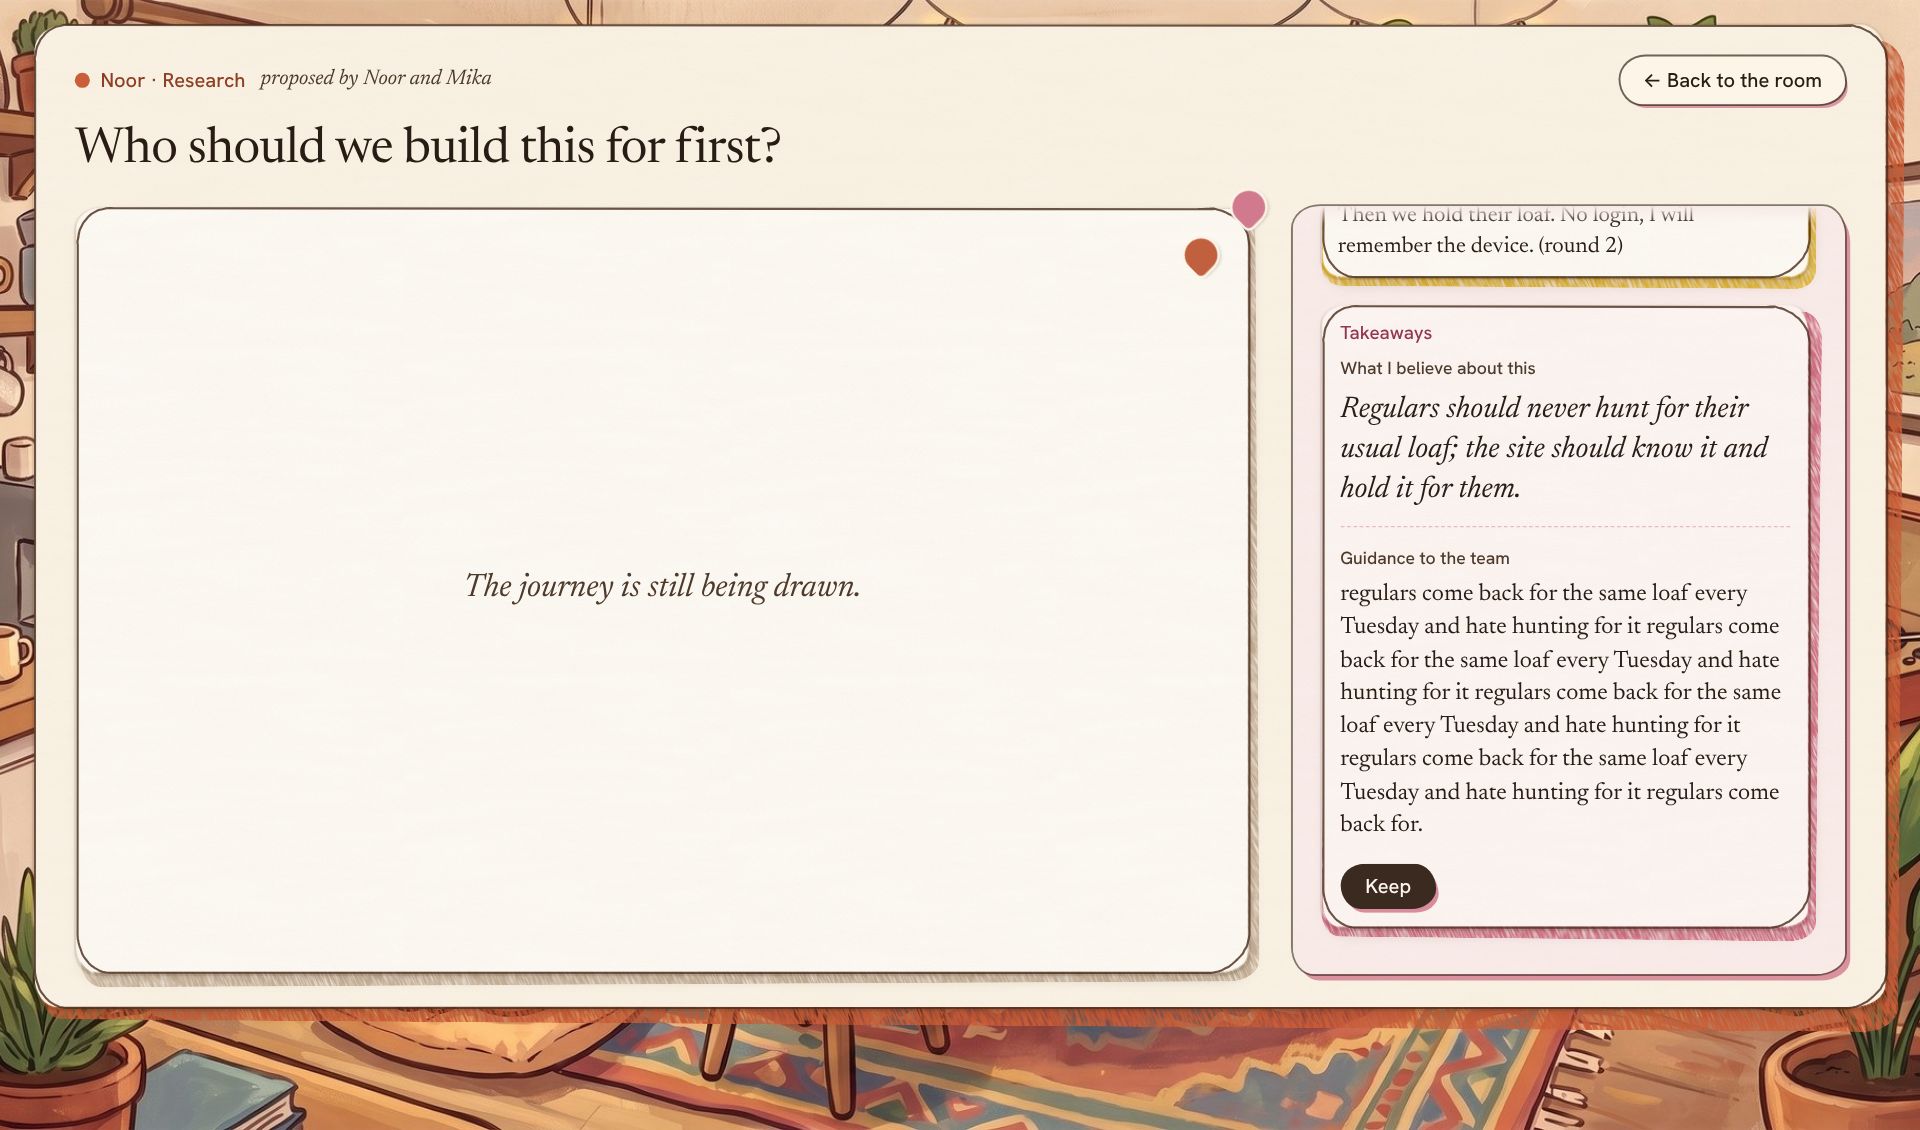 Noor · Research proposed by Noor and Mika
← Back to the room
Who should we build this for first?
The journey is still being drawn.
Then we hold their loaf. No login, I will
remember the device. (round 2)
Takeaways
What I believe about this
Regulars should never hunt for their
usual loaf; the site should know it and
hold it for them.
Guidance to the team
regulars come back for the same loaf every
Tuesday and hate hunting for it regulars come
back for the same loaf every Tuesday and hate
hunting for it regulars come back for the same
loaf every Tuesday and hate hunting for it
regulars come back for the same loaf every
Tuesday and hate hunting for it regulars come
back for.
Keep